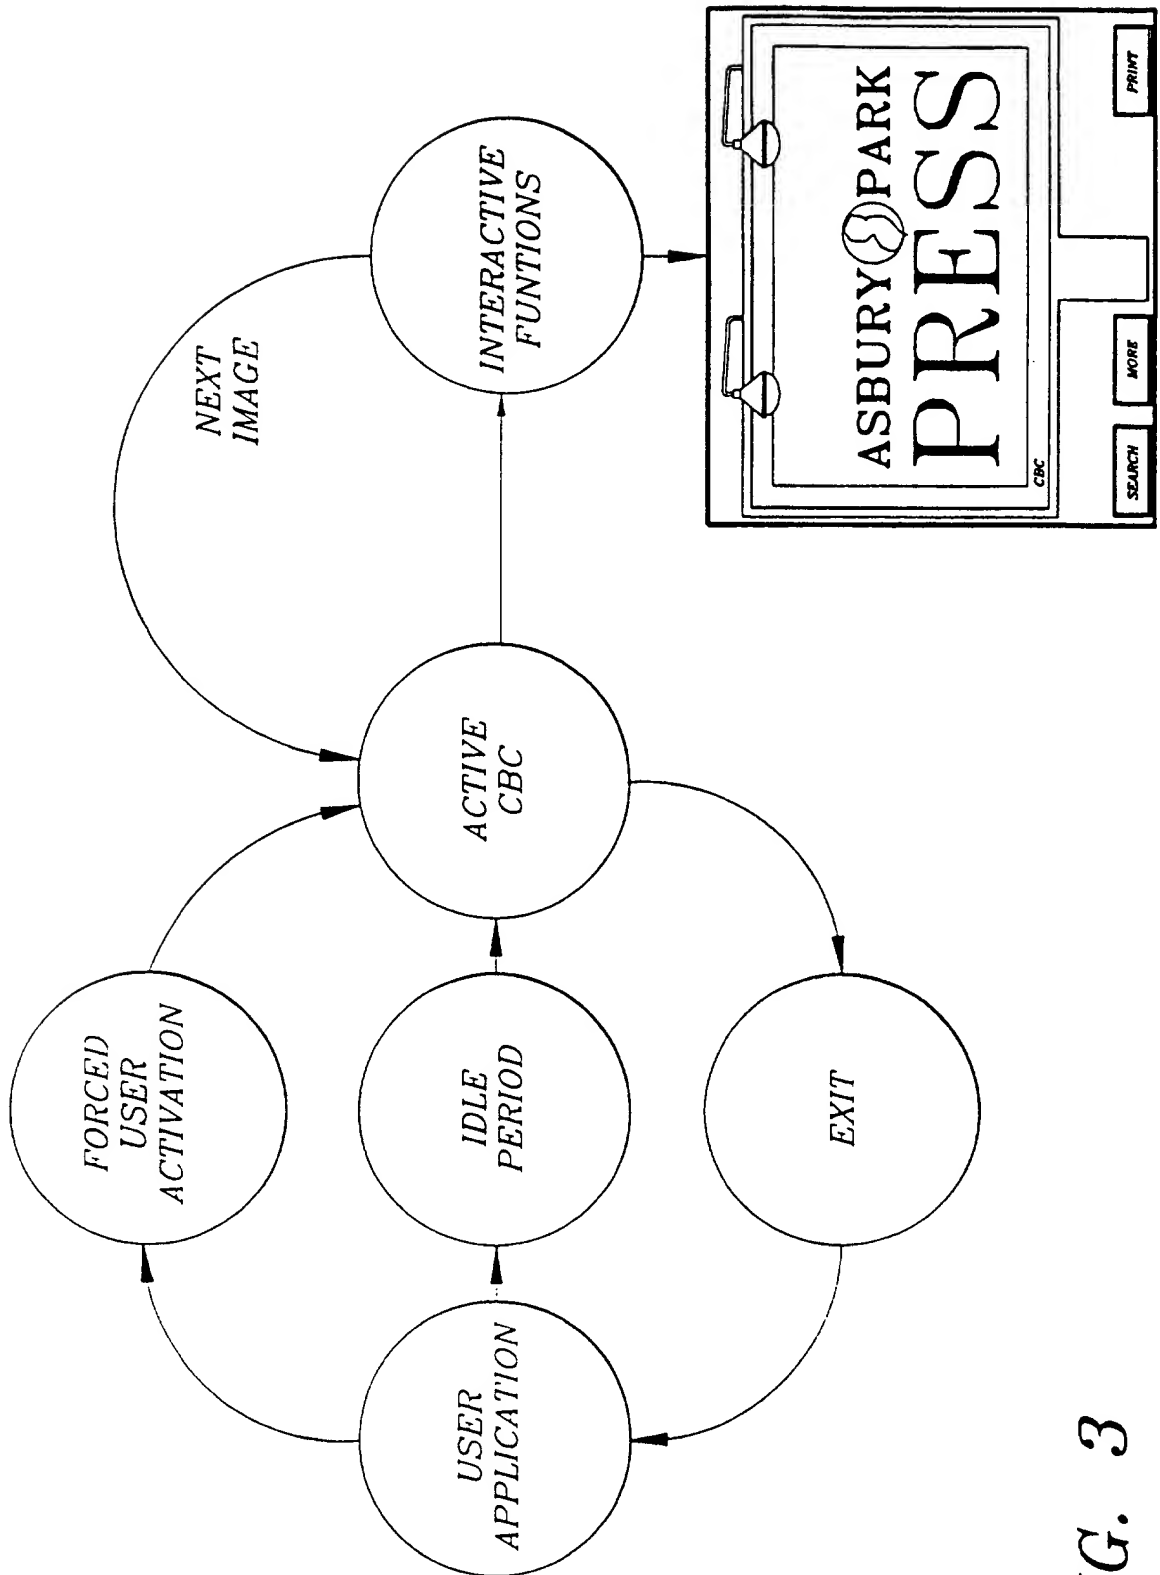 FORCED
USER
ACTIVATION
NEXT
IMAGE
USER
APPLICATION
IDLE
PERIOD
ACTIVE
CBC
INTERACTIVE
FUNTIONS
EXIT
ASBURY PARK
PRESS
CBC
SEARCH
MORE
PRINT
G. 3